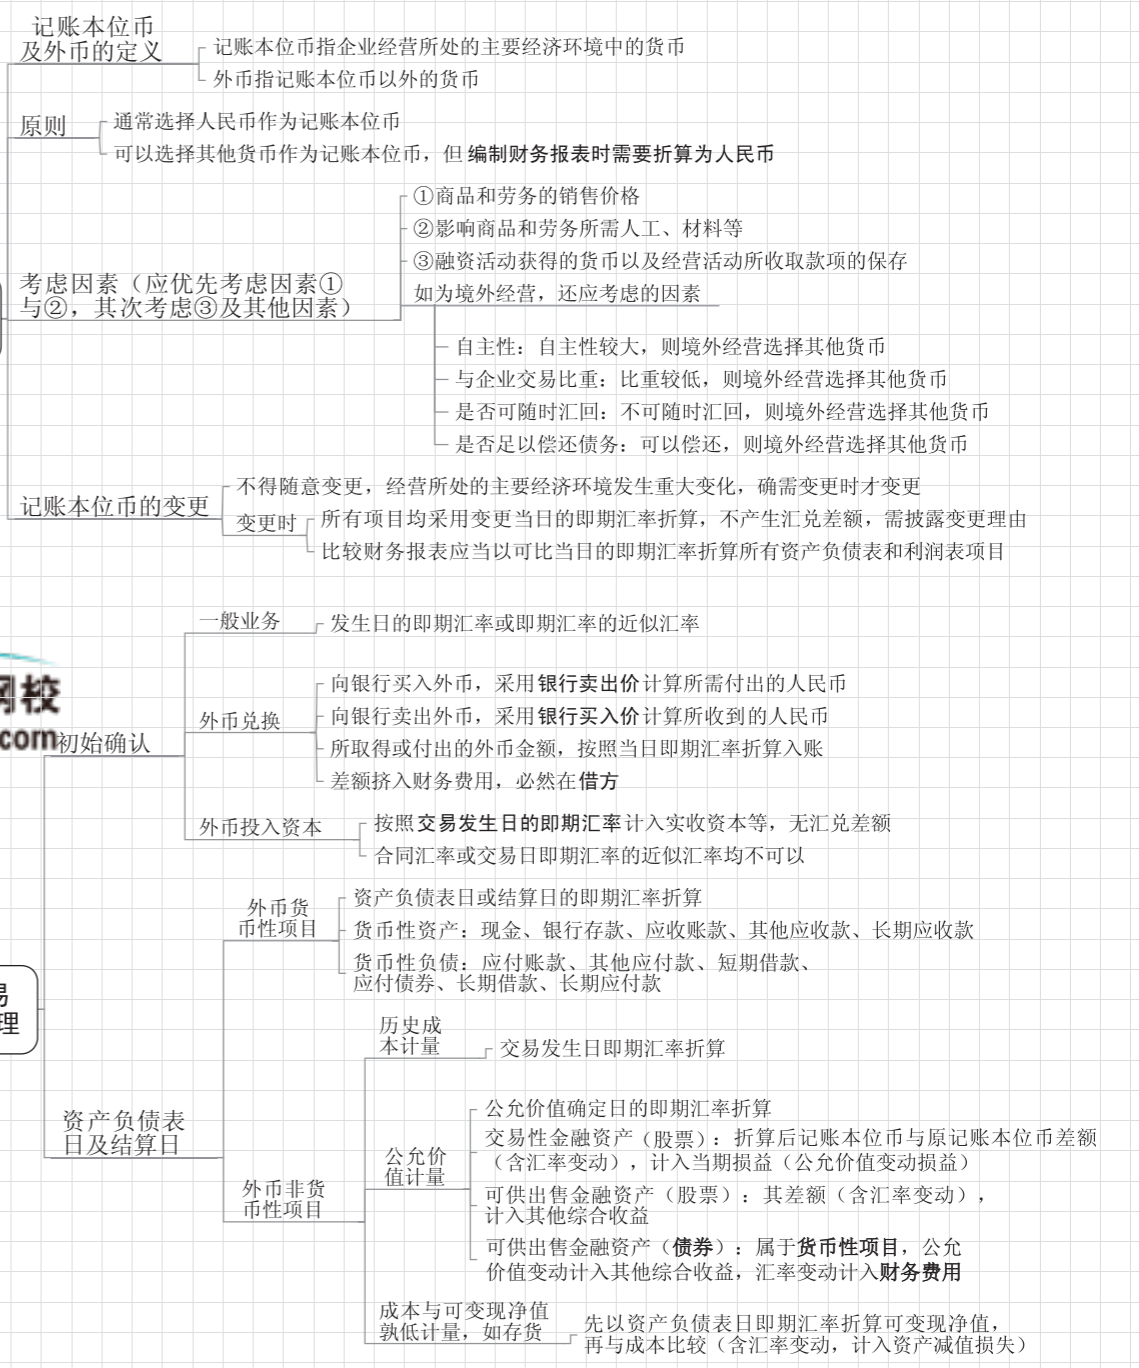 记账本位币
及外币的定义
记账本位币指企业经营所处的主要经济环境中的货币
外币指记账本位币以外的货币
原则
通常选择人民币作为记账本位币
可以选择其他货币作为记账本位币，但编制财务报表时需要折算为人民币
考虑因素（应优先考虑因素①
与②，其次考虑③及其他因素）
①商品和劳务的销售价格
②影响商品和劳务所需人工、材料等
③融资活动获得的货币以及经营活动所收取款项的保存
如为境外经营，还应考虑的因素
自主性：自主性较大，则境外经营选择其他货币
与企业交易比重：比重较低，则境外经营选择其他货币
是否可随时汇回：不可随时汇回，则境外经营选择其他货币
是否足以偿还债务：可以偿还，则境外经营选择其他货币
记账本位币的变更
不得随意变更，经营所处的主要经济环境发生重大变化，确需变更时才变更
变更时
所有项目均采用变更当日的即期汇率折算，不产生汇兑差额，需披露变更理由
比较财务报表应当以可比当日的即期汇率折算所有资产负债表和利润表项目
网校
com
易
理
初始确认
一般业务
发生日的即期汇率或即期汇率的近似汇率
外币兑换
向银行买入外币，采用银行卖出价计算所需付出的人民币
向银行卖出外币，采用银行买入价计算所收到的人民币
所取得或付出的外币金额，按照当日即期汇率折算入账
差额挤入财务费用，必然在借方
外币投入资本
按照交易发生日的即期汇率计入实收资本等，无汇兑差额
合同汇率或交易日即期汇率的近似汇率均不可以
资产负债表
日及结算日
外币货
币性项目
资产负债表日或结算日的即期汇率折算
货币性资产：现金、银行存款、应收账款、其他应收款、长期应收款
货币性负债：应付账款、其他应付款、短期借款、
应付债券、长期借款、长期应付款
外币非货
币性项目
历史成
本计量
交易发生日即期汇率折算
公允价
值计量
公允价值确定日的即期汇率折算
交易性金融资产（股票）：折算后记账本位币与原记账本位币差额
（含汇率变动），计入当期损益（公允价值变动损益）
可供出售金融资产（股票）：其差额（含汇率变动），
计入其他综合收益
可供出售金融资产（债券）：属于货币性项目，公允
价值变动计入其他综合收益，汇率变动计入财务费用
成本与可变现净值
孰低计量，如存货
先以资产负债表日即期汇率折算可变现净值，
再与成本比较（含汇率变动，计入资产减值损失）